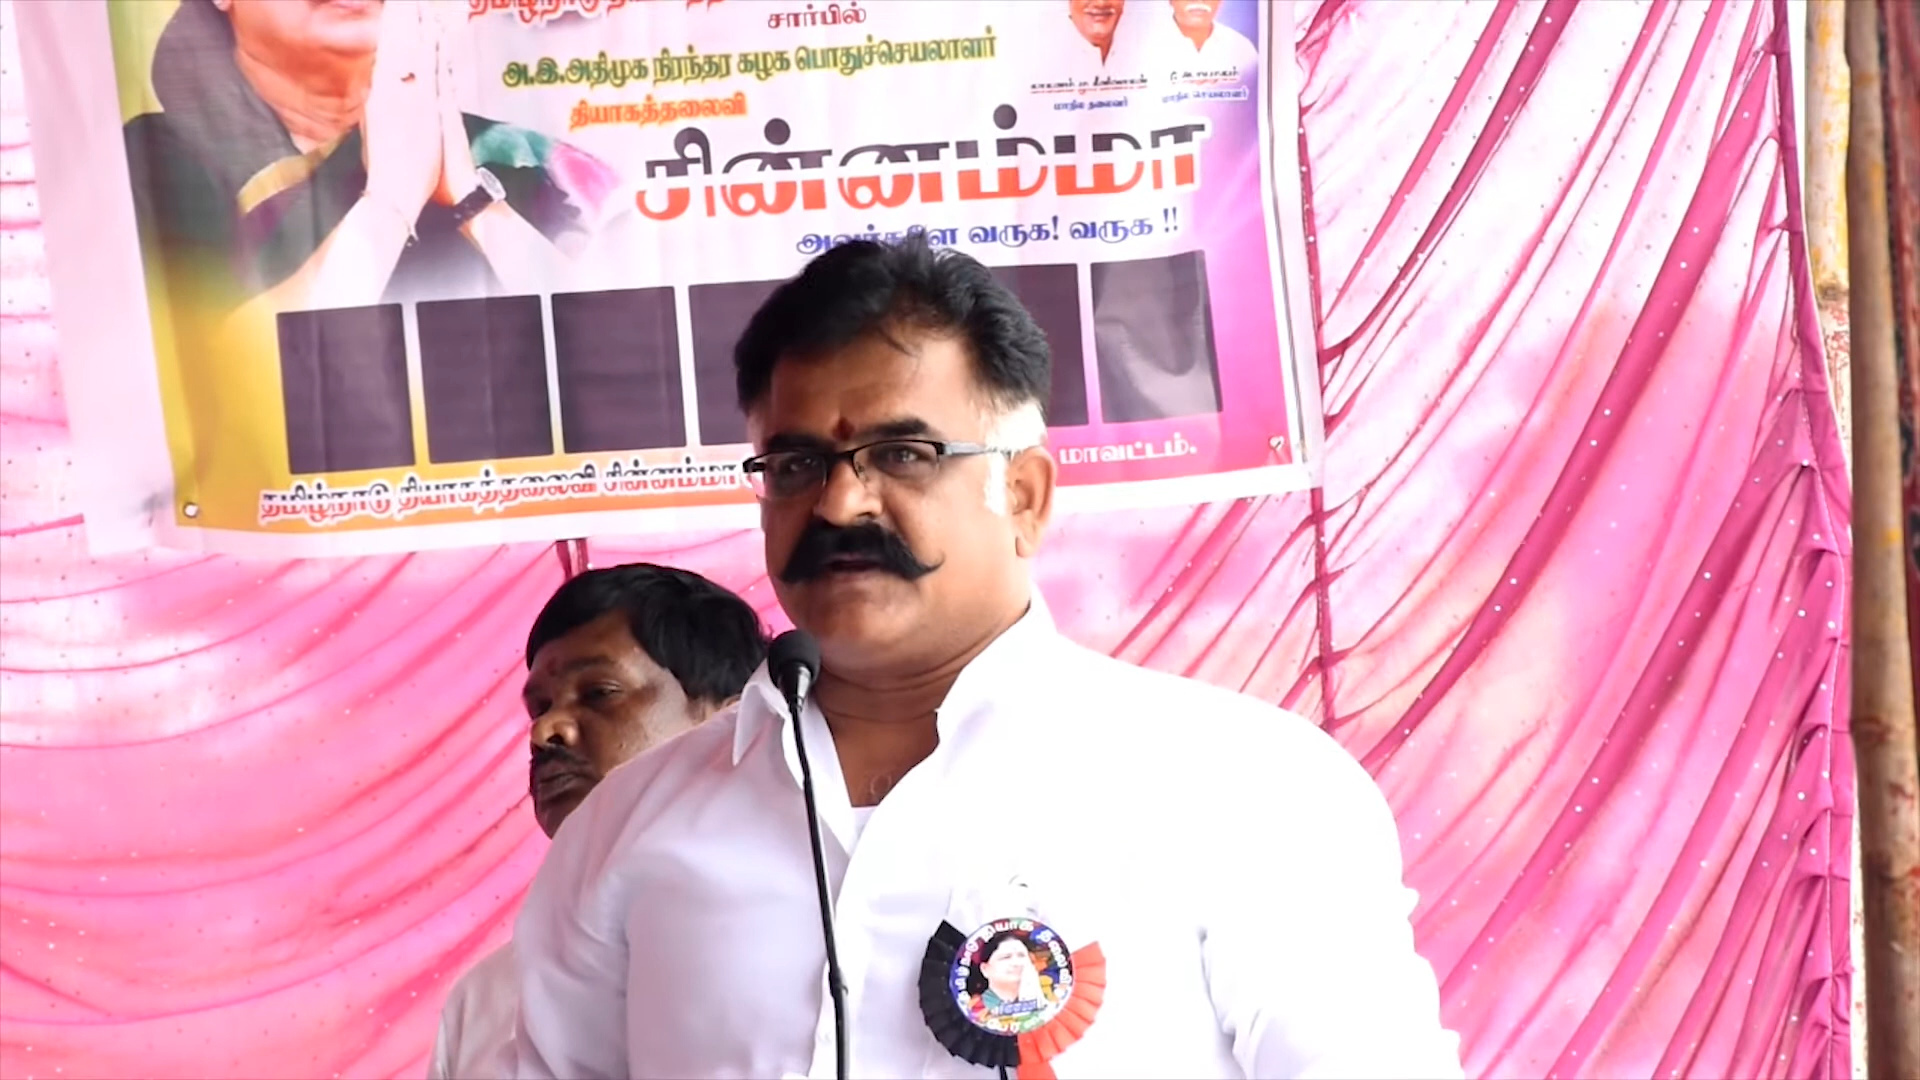 தமிழ்நாடு
சார்பில்
அ.இ.அதிமுக நிரந்தர கழக பொதுச்செயலாளர்
தியாகத்தலைவி
சின்னம்மா
அவர்களை வருக! வருக !!
மாநில தலைவர்
மாநில செயலாளர்
தமிழ்நாடு தியாகத்தலைவி சின்னம்மா
மாவட்டம்.